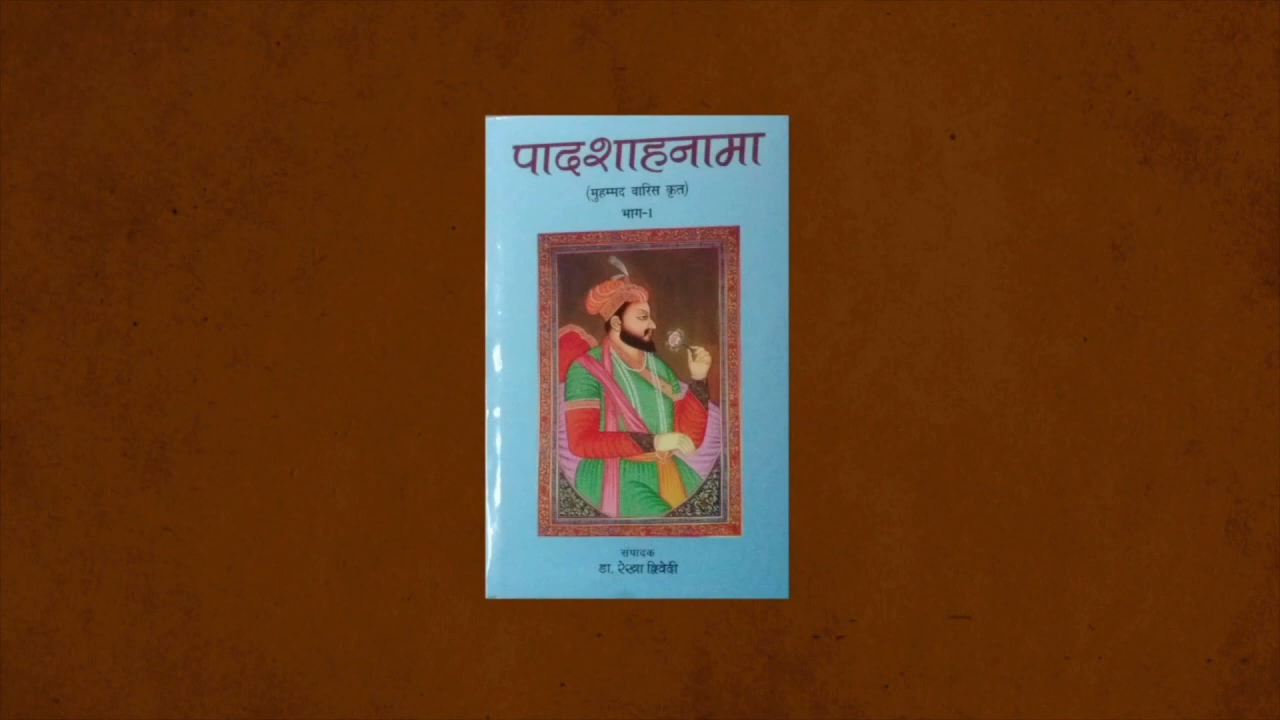 पादशाहनामा
(मुहम्मद वारिस कृत)
भाग-1
संपादक
डा. रेखा द्विवेदी